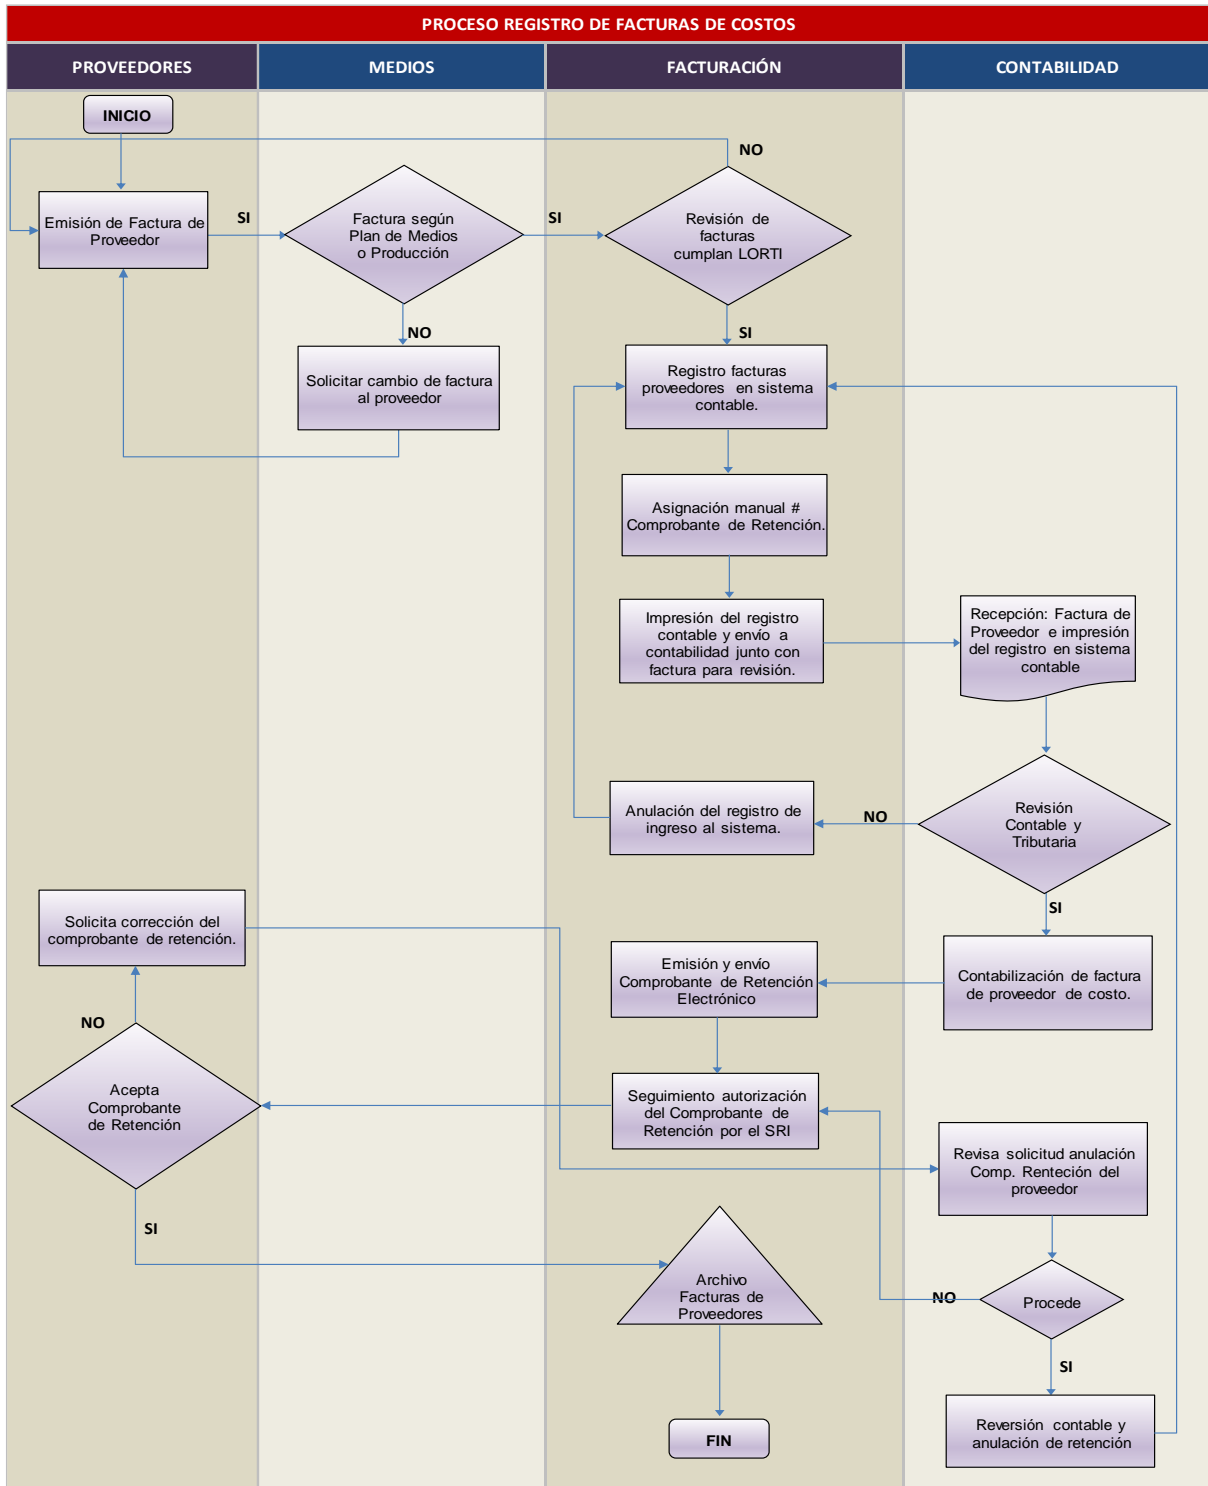 PROCESO REGISTRO DE FACTURAS DE COSTOS
PROVEEDORES
MEDIOS
FACTURACIÓN
CONTABILIDAD
INICIO
NO
Emisión de Factura de
Proveedor
SI
Factura según
Plan de Medios
o Producción
SI
Revisión de
facturas
cumplan LORTI
NO
SI
Solicitar cambio de factura
al proveedor
Registro facturas
proveedores en sistema
contable.
Asignación manual #
Comprobante de Retención.
Impresión del registro
contable y envío a
contabilidad junto con
factura para revisión.
Recepción: Factura de
Proveedor e impresión
del registro en sistema
contable
Anulación del registro de
ingreso al sistema.
NO
Revisión
Contable y
Tributaria
SI
Solicita corrección del
comprobante de retención.
Emisión y envío
Comprobante de Retención
Electrónico
Contabilización de factura
de proveedor de costo.
NO
Acepta
Comprobante
de Retención
Seguimiento autorización
del Comprobante de
Retención por el SRI
Revisa solicitud anulación
Comp. Renteción del
proveedor
SI
Archivo
Facturas de
Proveedores
NO
Procede
SI
FIN
Reversión contable y
anulación de retención